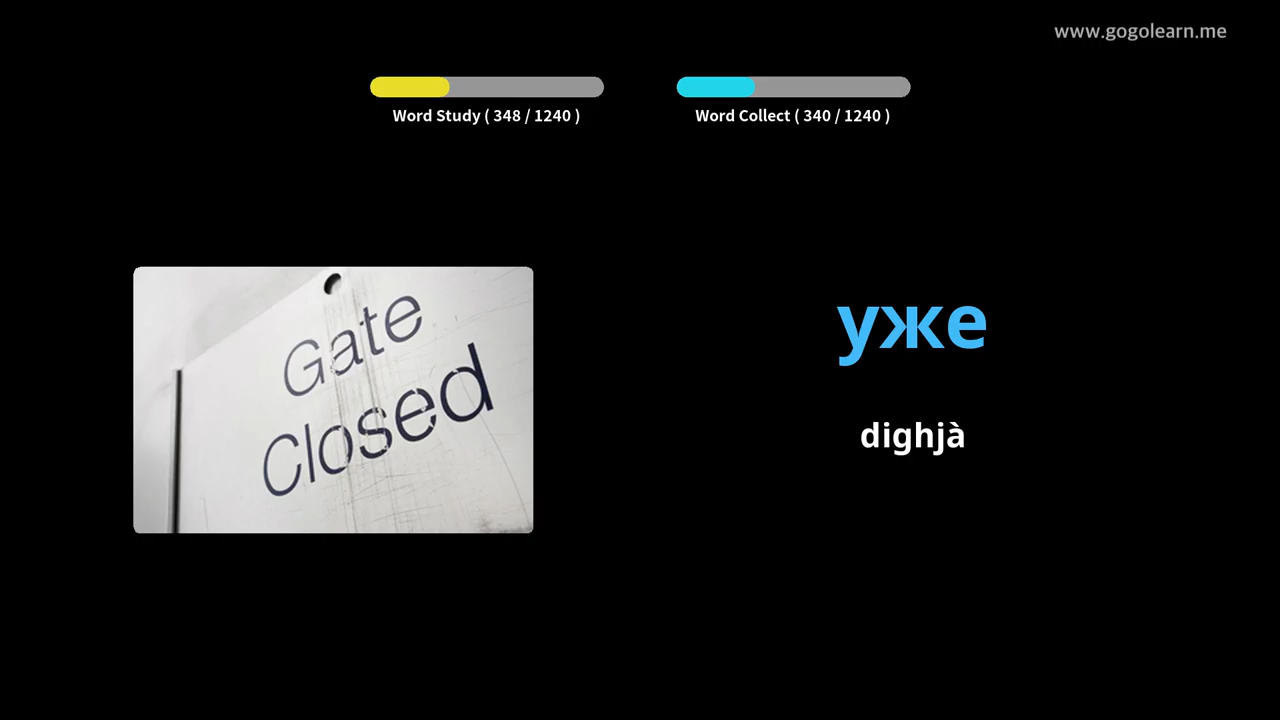 www.gogolearn.me
Word Study ( 348 / 1240 )
Word Collect ( 340 / 1240 )
Gate
Closed
уже
dighjà